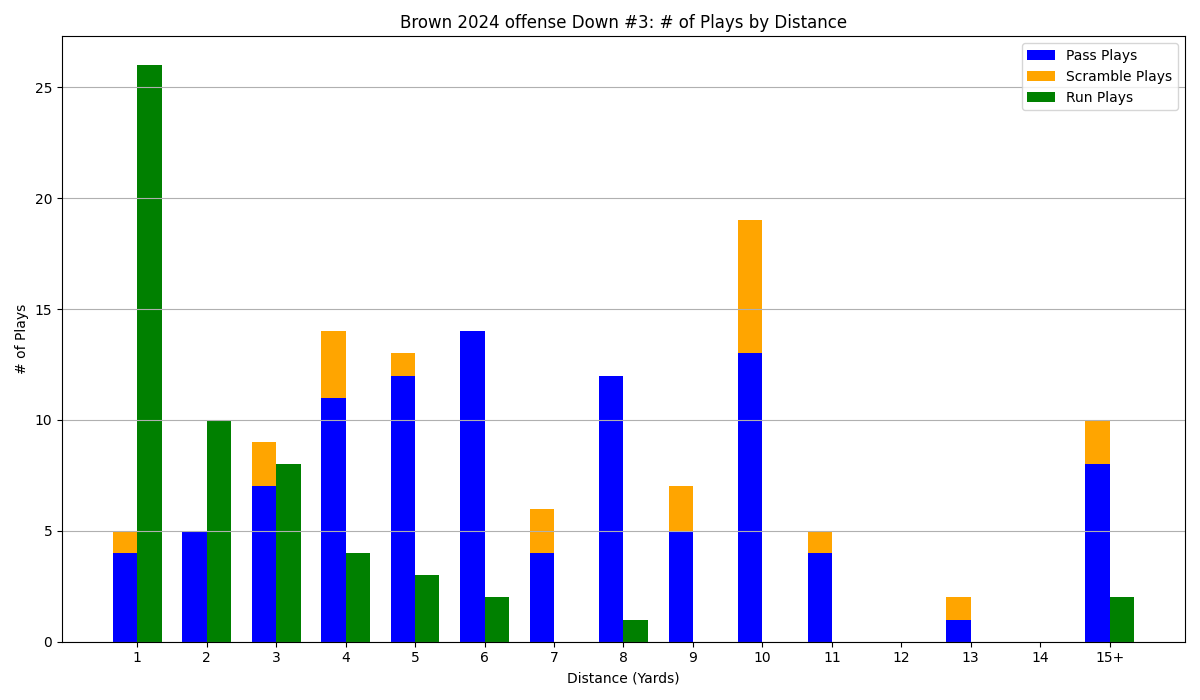 Brown 2024 offense Down #3: # of Plays by Distance
Pass Plays
Scramble Plays
Run Plays
# of Plays
25
20
15
10
5
0
1 2 3 4 5 6 7 8 9 10 11 12 13 14 15+
Distance (Yards)